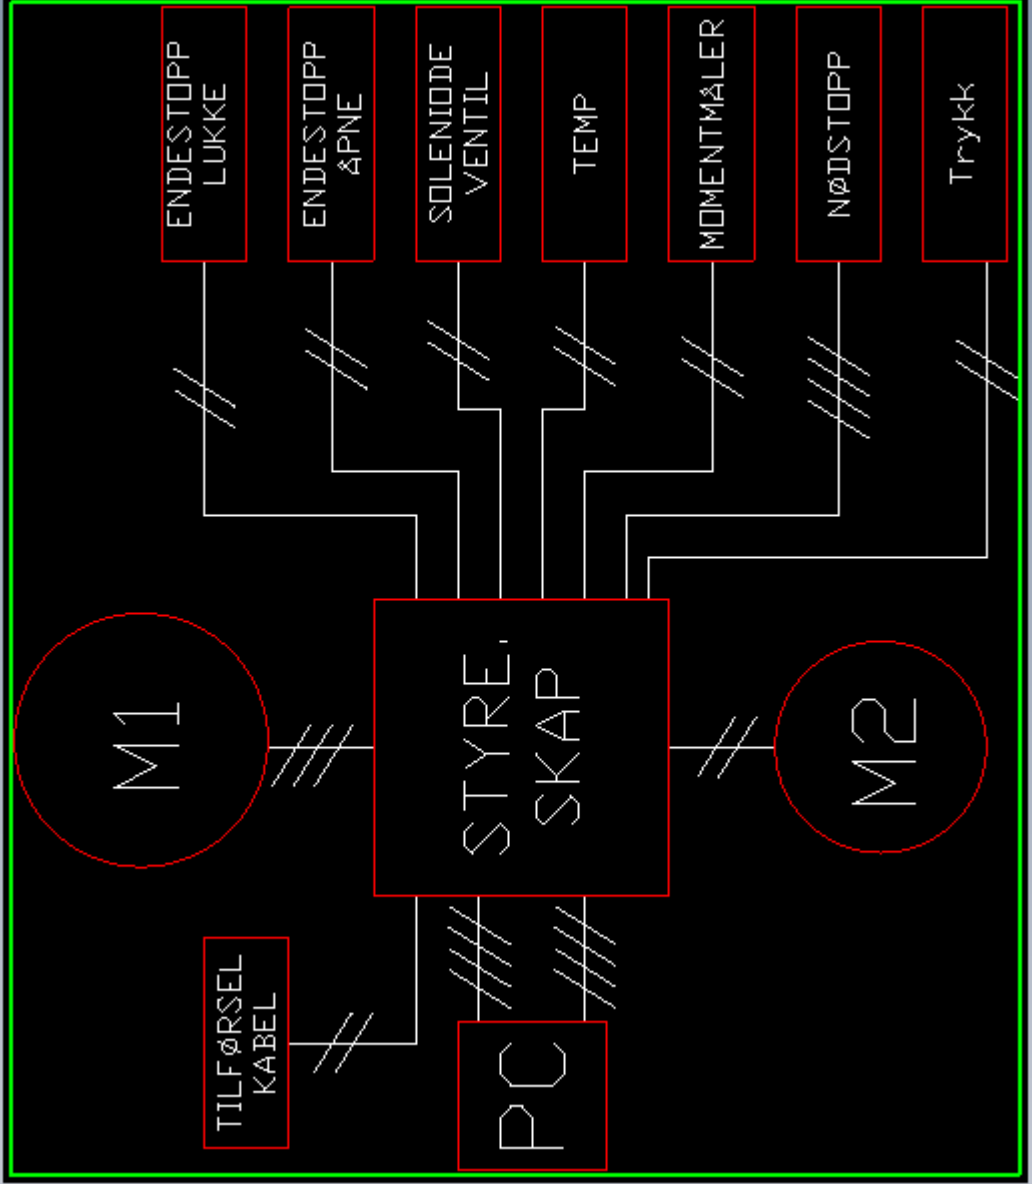 ENDESTOPP
LUKKE
ENDESTOPP
ÅPNE
SOLENIODE
VENTIL
TEMP
MOMENTMÅLER
NØDSTOPP
Trykk
M1
STYRE.
SKAP
M2
TILFØRSEL
KABEL
PC